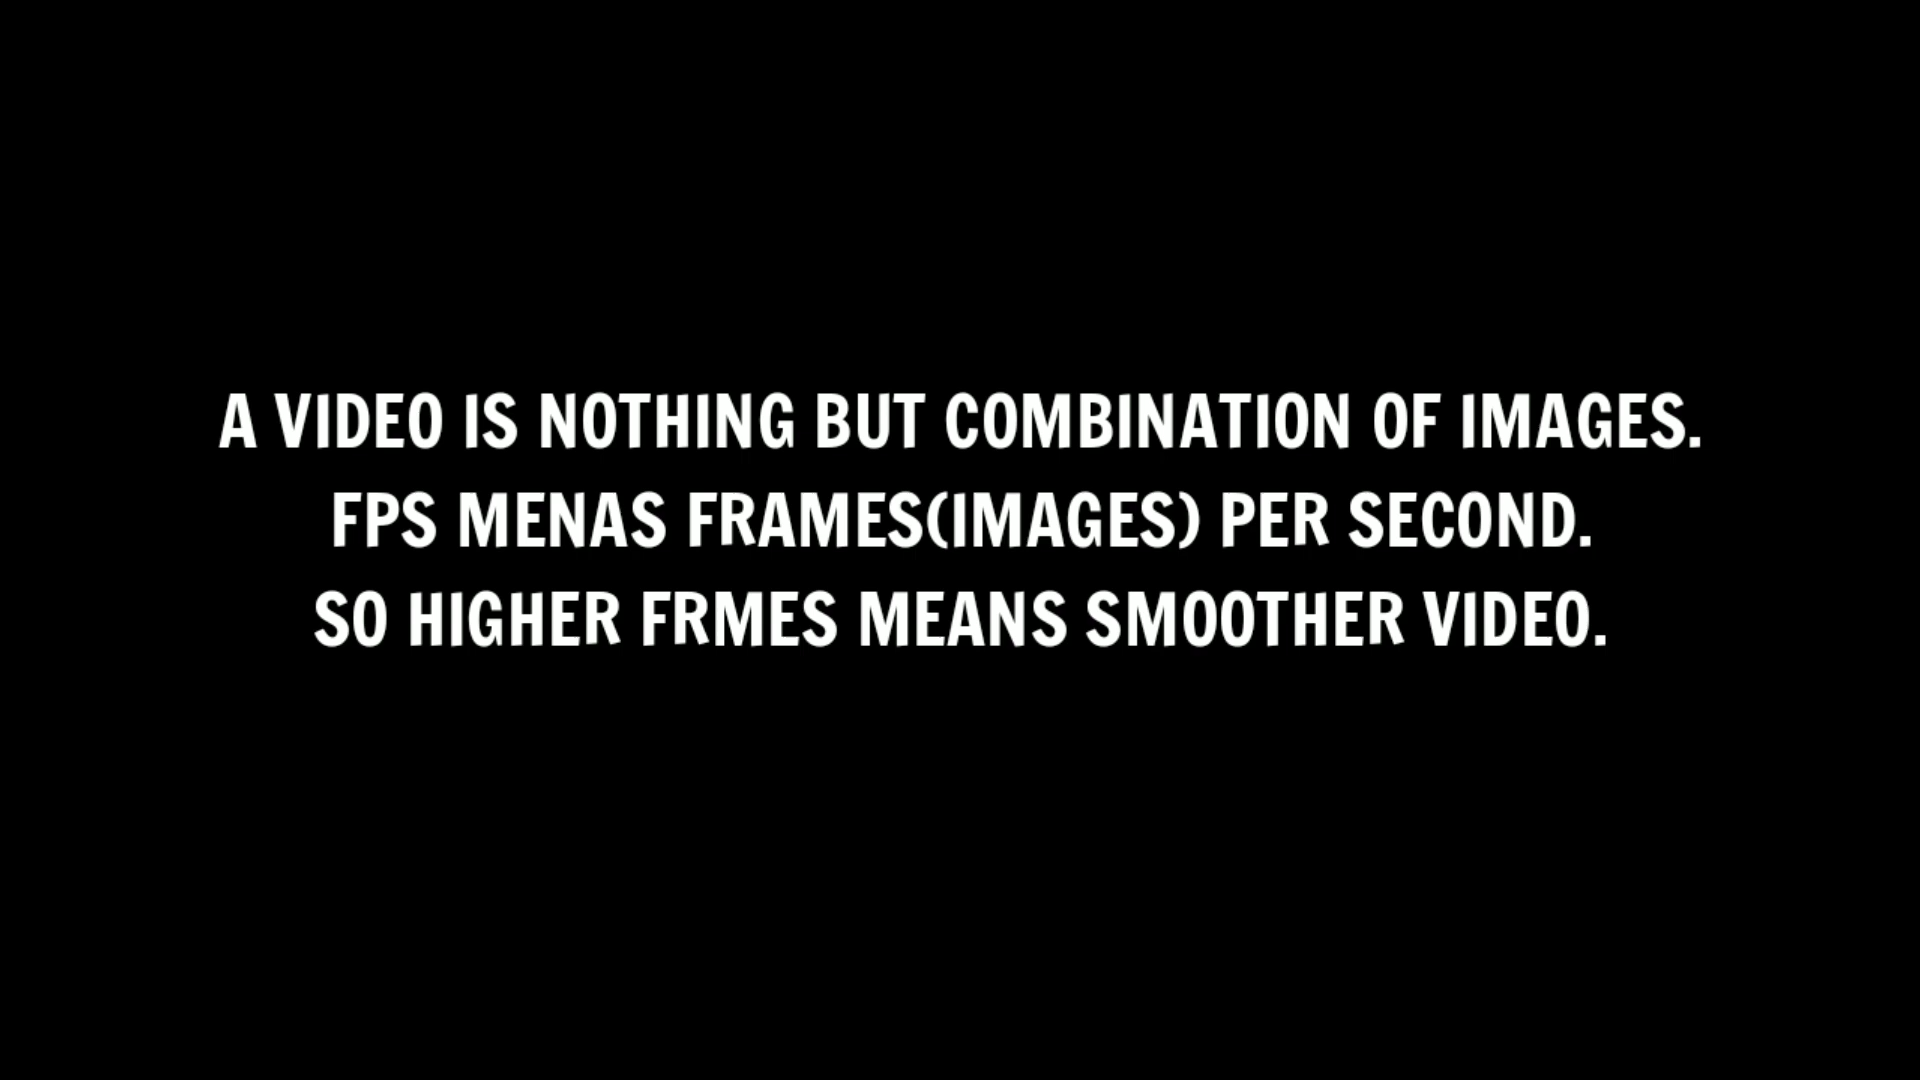 A VIDEO IS NOTHING BUT COMBINATION OF IMAGES.
FPS MENAS FRAMES(IMAGES) PER SECOND.
SO HIGHER FRMES MEANS SMOOTHER VIDEO.